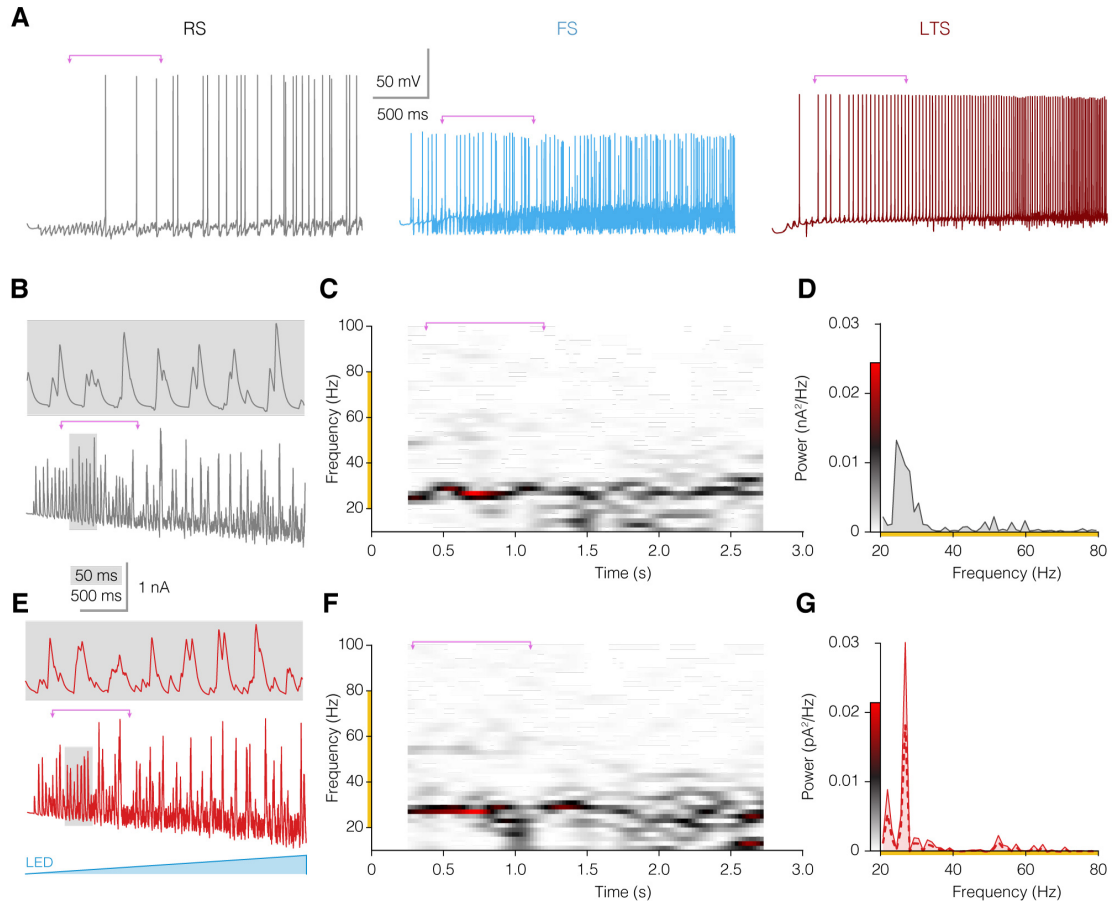 A
RS
FS
LTS
50 mV
500 ms
B
C
D
100
80
60
40
20
Frequency (Hz)
0
0.5
1.0
1.5
2.0
2.5
3.0
Time (s)
0.03
0.02
0.01
0
Power (nA²/Hz)
20
40
60
80
Frequency (Hz)
50 ms
500 ms
1 nA
E
F
G
LED
100
80
60
40
20
Frequency (Hz)
0
0.5
1.0
1.5
2.0
2.5
3.0
Time (s)
0.03
0.02
0.01
0
Power (pA²/Hz)
20
40
60
80
Frequency (Hz)